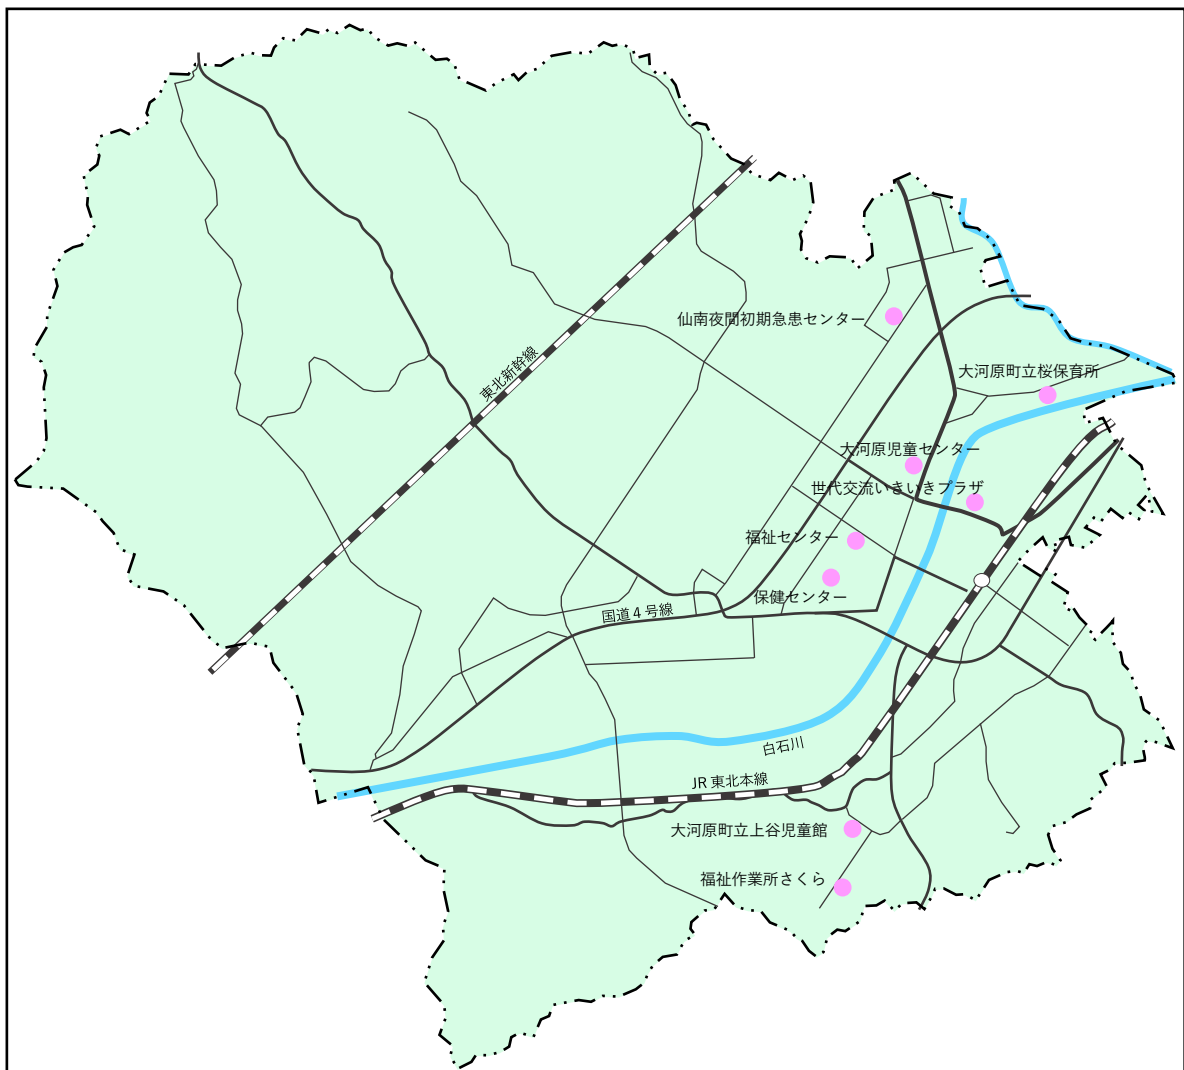 仙南夜間初期急患センター
東北新幹線
大河原町立桜保育所
大河原児童センター
世代交流いきいきプラザ
福祉センター
保健センター
国道4号線
白石川
JR東北本線
大河原町立上谷児童館
福祉作業所さくら